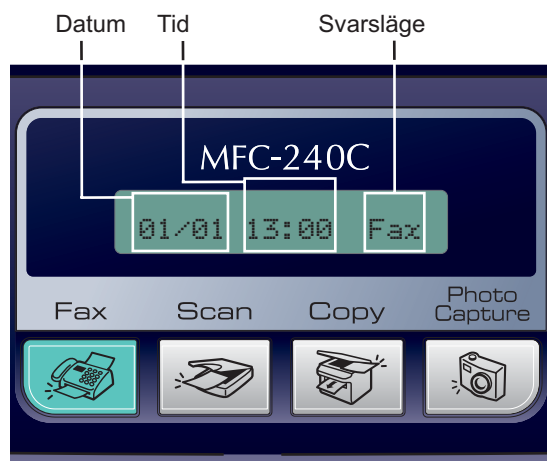 Datum Tid Svarsläge
MFC-240C
01/01 13:00 Fax
Fax Scan Copy Photo Capture